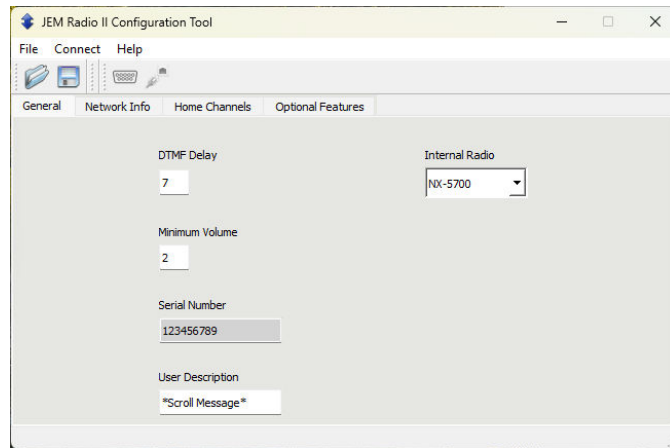 JEM Radio II Configuration Tool
File Connect Help
General Network Info Home Channels Optional Features
DTMF Delay Internal Radio
7 NX-5700
Minimum Volume
2
Serial Number
123456789
User Description
*Scroll Message*